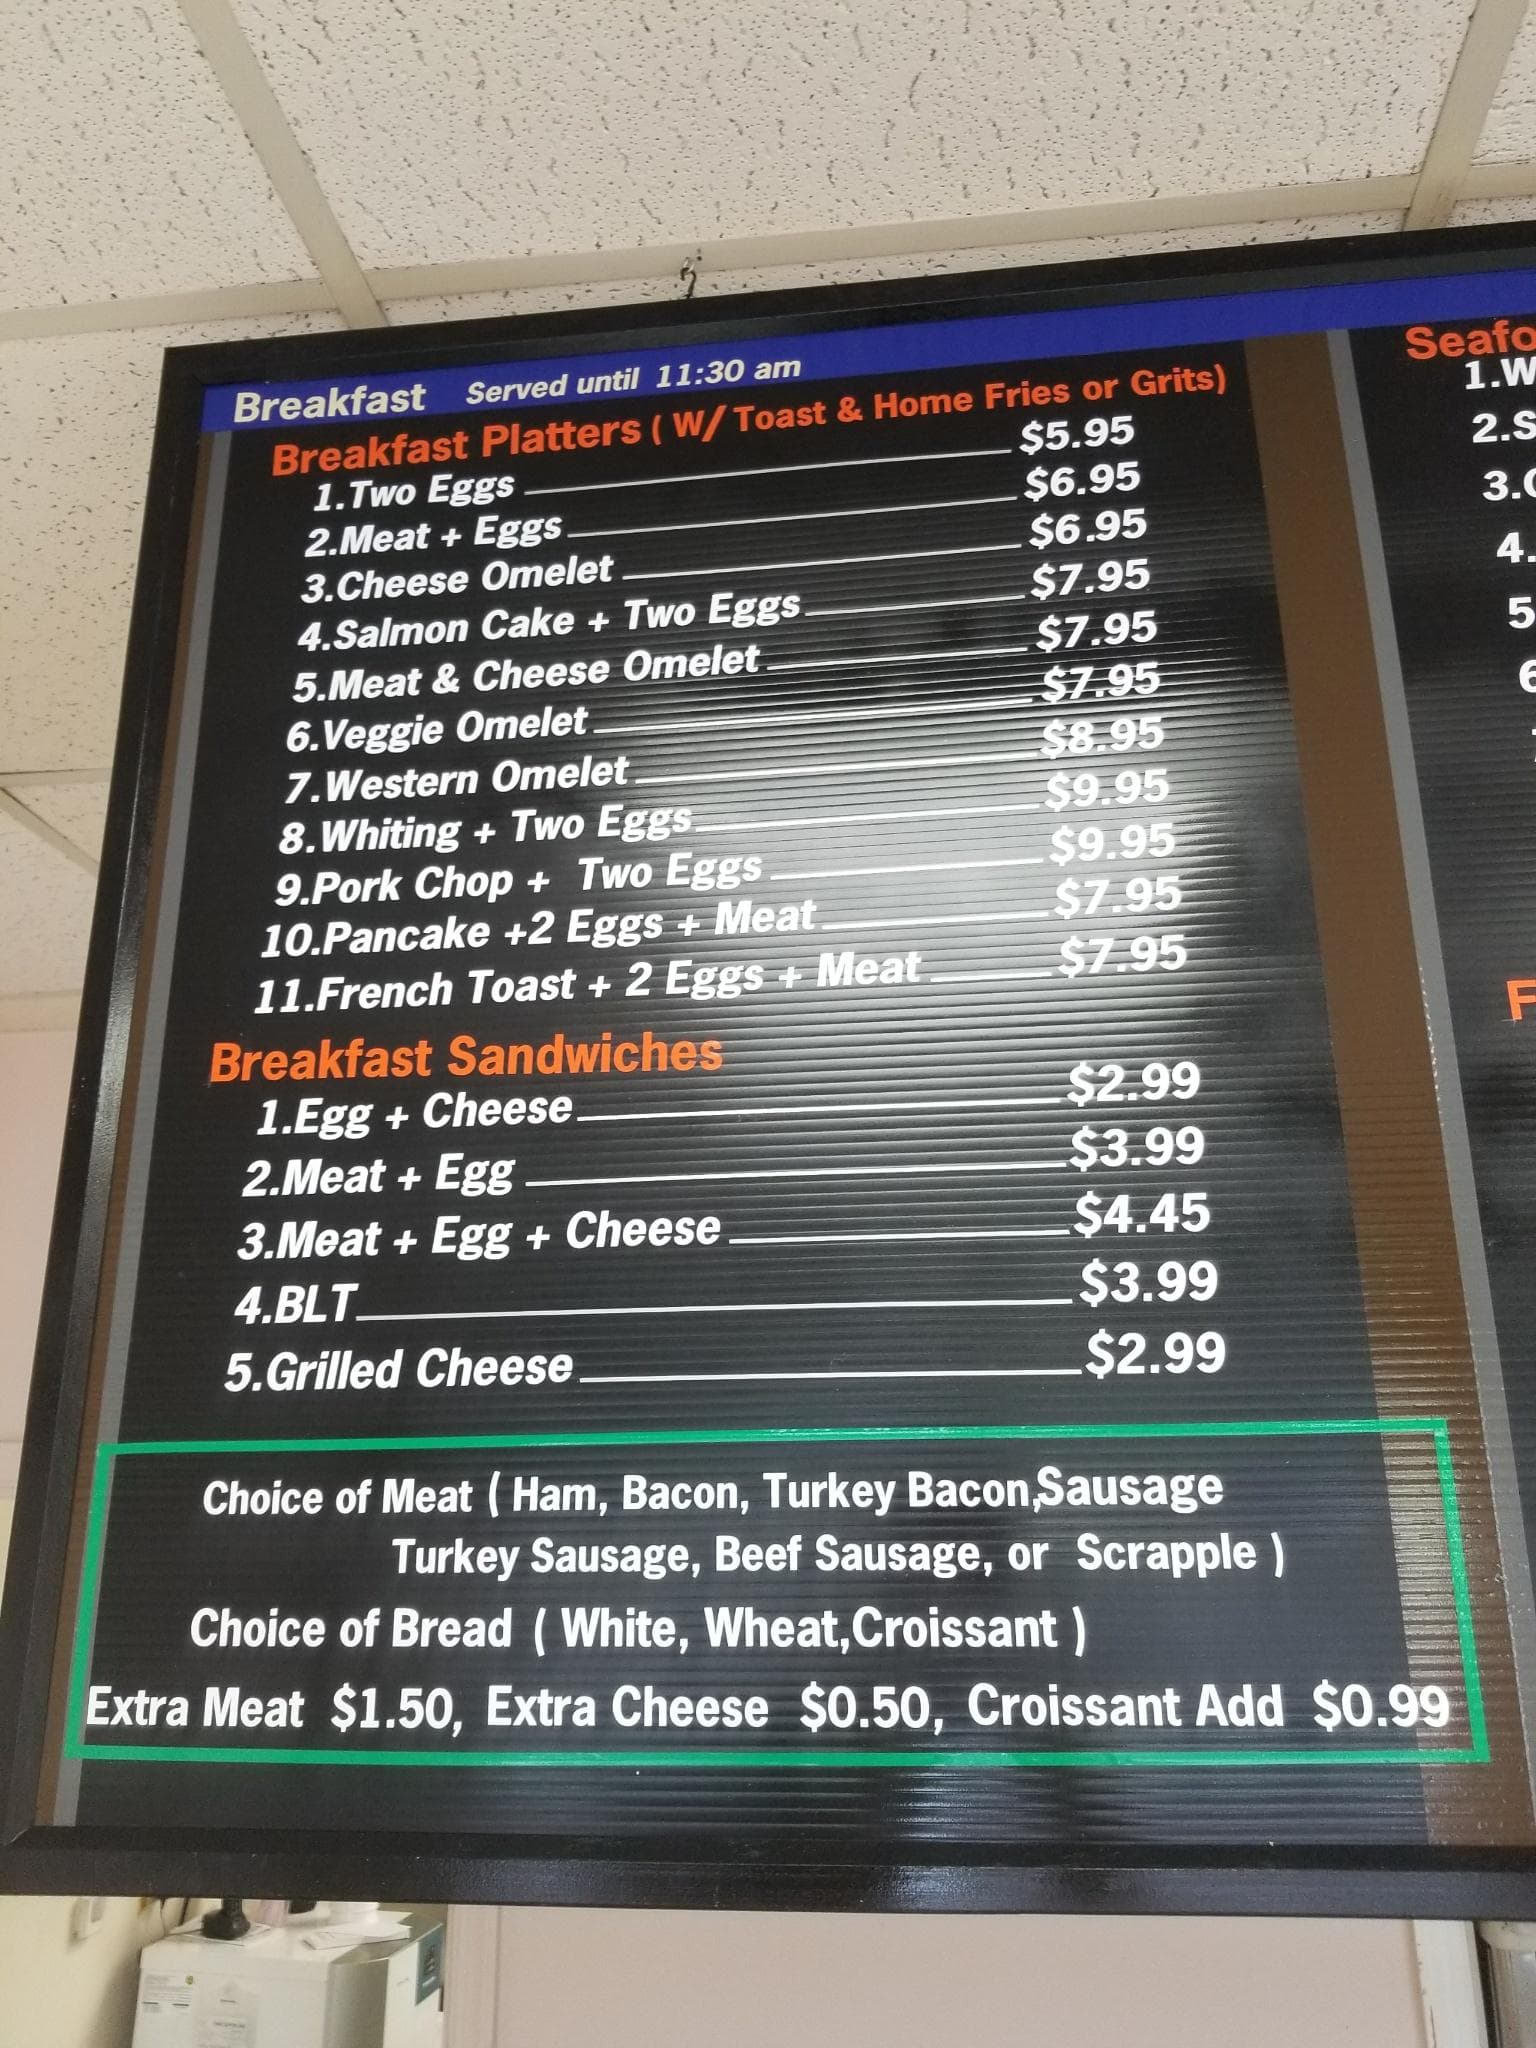 Breakfast Served until 11:30 am
Breakfast Platters ( W/ Toast & Home Fries or Grits)
1.Two Eggs $5.95
2.Meat + Eggs $6.95
3.Cheese Omelet $6.95
4.Salmon Cake + Two Eggs $7.95
5.Meat & Cheese Omelet $7.95
6.Veggie Omelet $7.95
7.Western Omelet $8.95
8.Whiting + Two Eggs $9.95
9.Pork Chop + Two Eggs $9.95
10.Pancake +2 Eggs + Meat $7.95
11.French Toast + 2 Eggs + Meat $7.95
Breakfast Sandwiches
1.Egg + Cheese $2.99
2.Meat + Egg $3.99
3.Meat + Egg + Cheese $4.45
4.BLT $3.99
5.Grilled Cheese $2.99
Choice of Meat ( Ham, Bacon, Turkey Bacon,Sausage
Turkey Sausage, Beef Sausage, or Scrapple )
Choice of Bread ( White, Wheat,Croissant )
Extra Meat $1.50, Extra Cheese $0.50, Croissant Add $0.99
Seafo
1.W
2.S
3.
4.
5
6
F